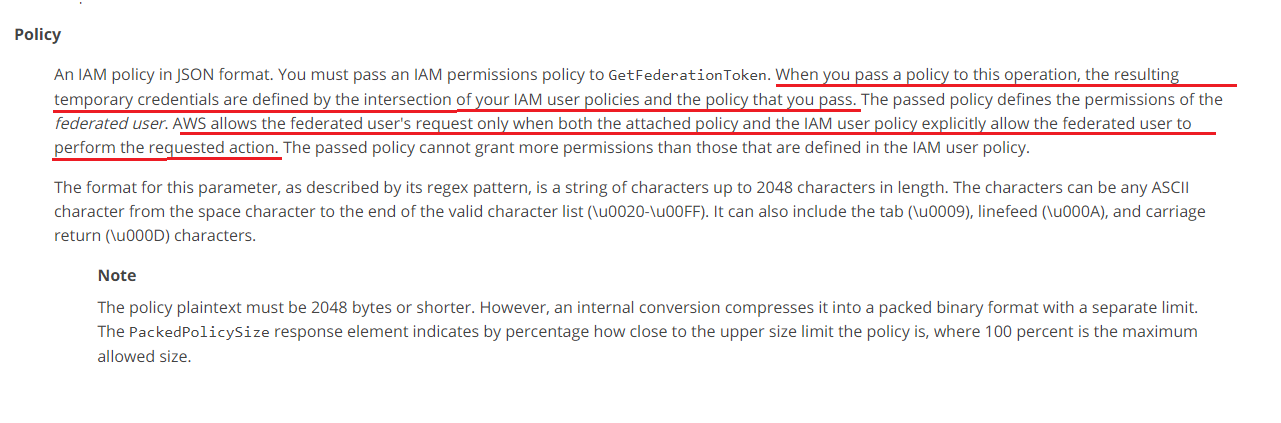 Policy
An IAM policy in JSON format. You must pass an IAM permissions policy to GetFederationToken. When you pass a policy to this operation, the resulting
temporary credentials are defined by the intersection of your IAM user policies and the policy that you pass. The passed policy defines the permissions of the
federated user. AWS allows the federated user's request only when both the attached policy and the IAM user policy explicitly allow the federated user to
perform the requested action. The passed policy cannot grant more permissions than those that are defined in the IAM user policy.
The format for this parameter, as described by its regex pattern, is a string of characters up to 2048 characters in length. The characters can be any ASCII
character from the space character to the end of the valid character list (\u0020-\u00FF). It can also include the tab (\u0009), linefeed (\u000A), and carriage
return (\u000D) characters.
Note
The policy plaintext must be 2048 bytes or shorter. However, an internal conversion compresses it into a packed binary format with a separate limit.
The PackedPolicySize response element indicates by percentage how close to the upper size limit the policy is, where 100 percent is the maximum
allowed size.